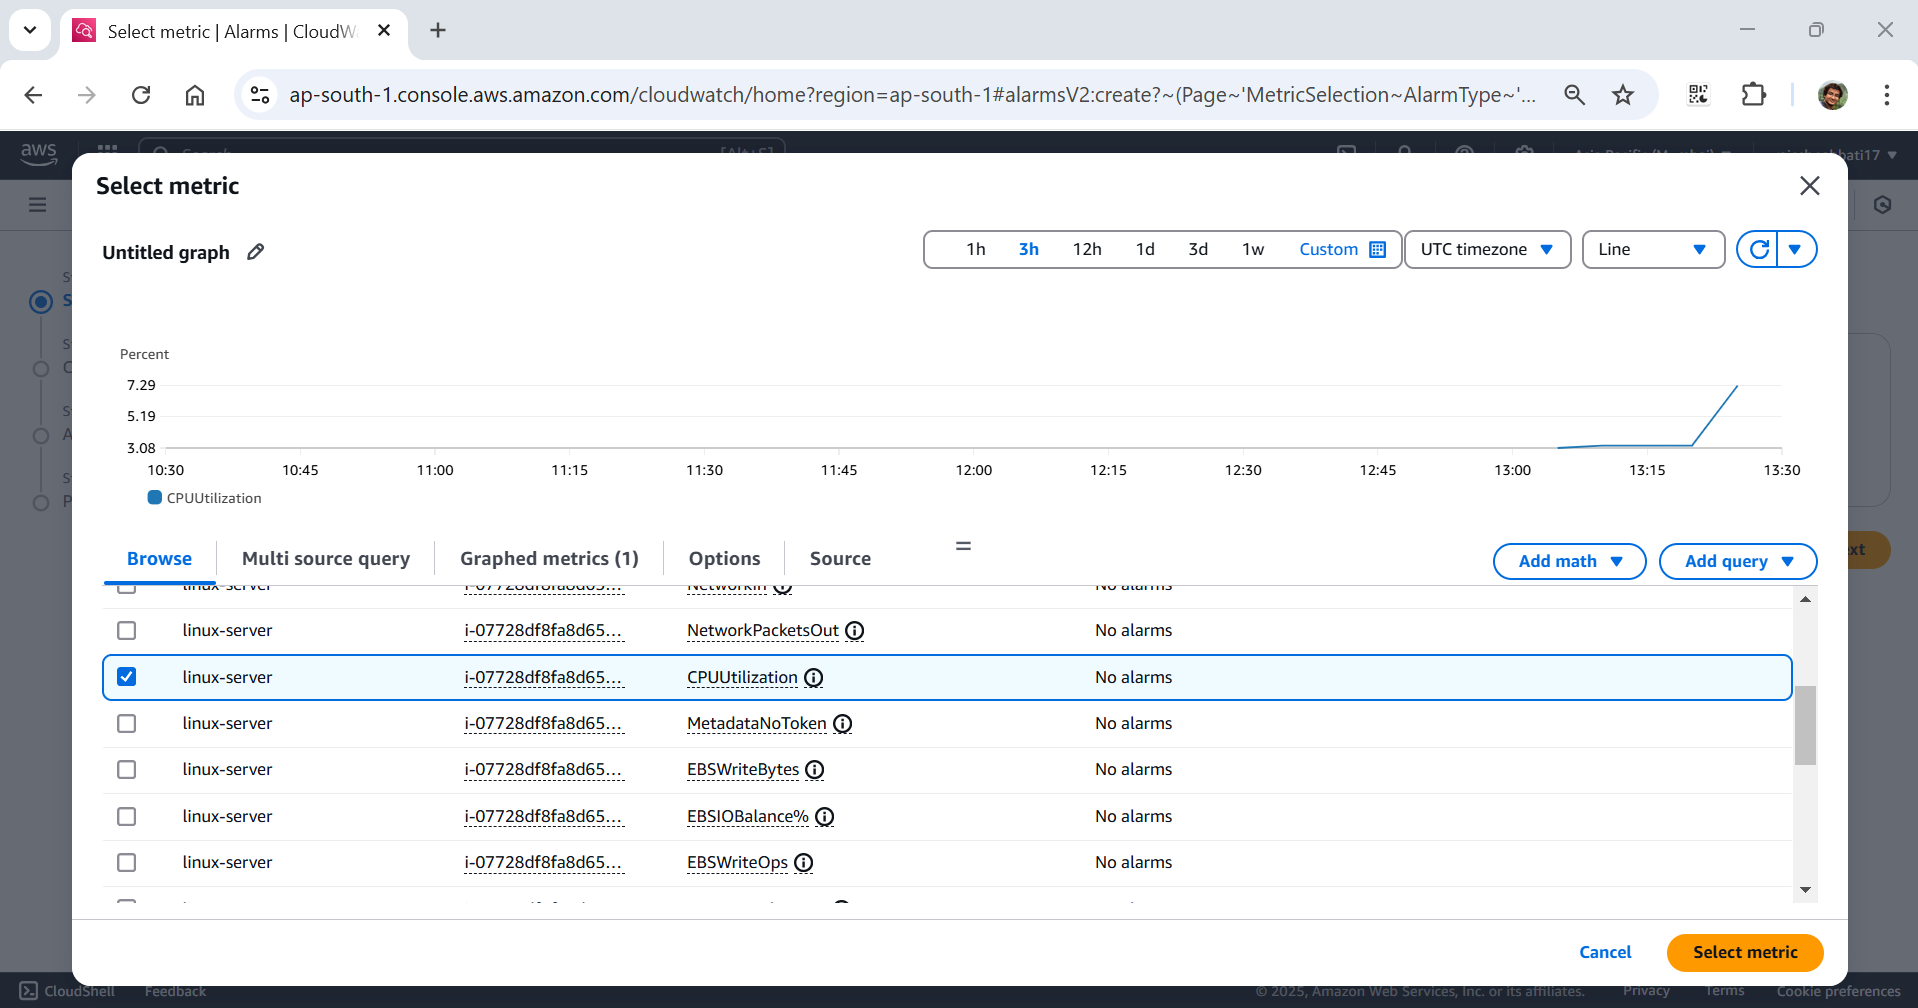 Select metric | Alarms | CloudW
ap-south-1.console.aws.amazon.com/cloudwatch/home?region=ap-south-1#alarmsV2:create?~(Page~'MetricSelection~AlarmType~'...
aws
Select metric
Untitled graph
1h 3h 12h 1d 3d 1w Custom UTC timezone Line
Percent
7.29
5.19
3.08
10:30 10:45 11:00 11:15 11:30 11:45 12:00 12:15 12:30 12:45 13:00 13:15 13:30
CPUUtilization
Browse Multi source query Graphed metrics (1) Options Source Add math Add query
linux-server i-07728df8fa8d65... NetworkIn No alarms
linux-server i-07728df8fa8d65... NetworkPacketsOut No alarms
linux-server i-07728df8fa8d65... CPUUtilization No alarms
linux-server i-07728df8fa8d65... MetadataNoToken No alarms
linux-server i-07728df8fa8d65... EBSWriteBytes No alarms
linux-server i-07728df8fa8d65... EBSIOBalance% No alarms
linux-server i-07728df8fa8d65... EBSWriteOps No alarms
Cancel Select metric
CloudShell Feedback © 2025, Amazon Web Services, Inc. or its affiliates. Privacy Terms Cookie preferences